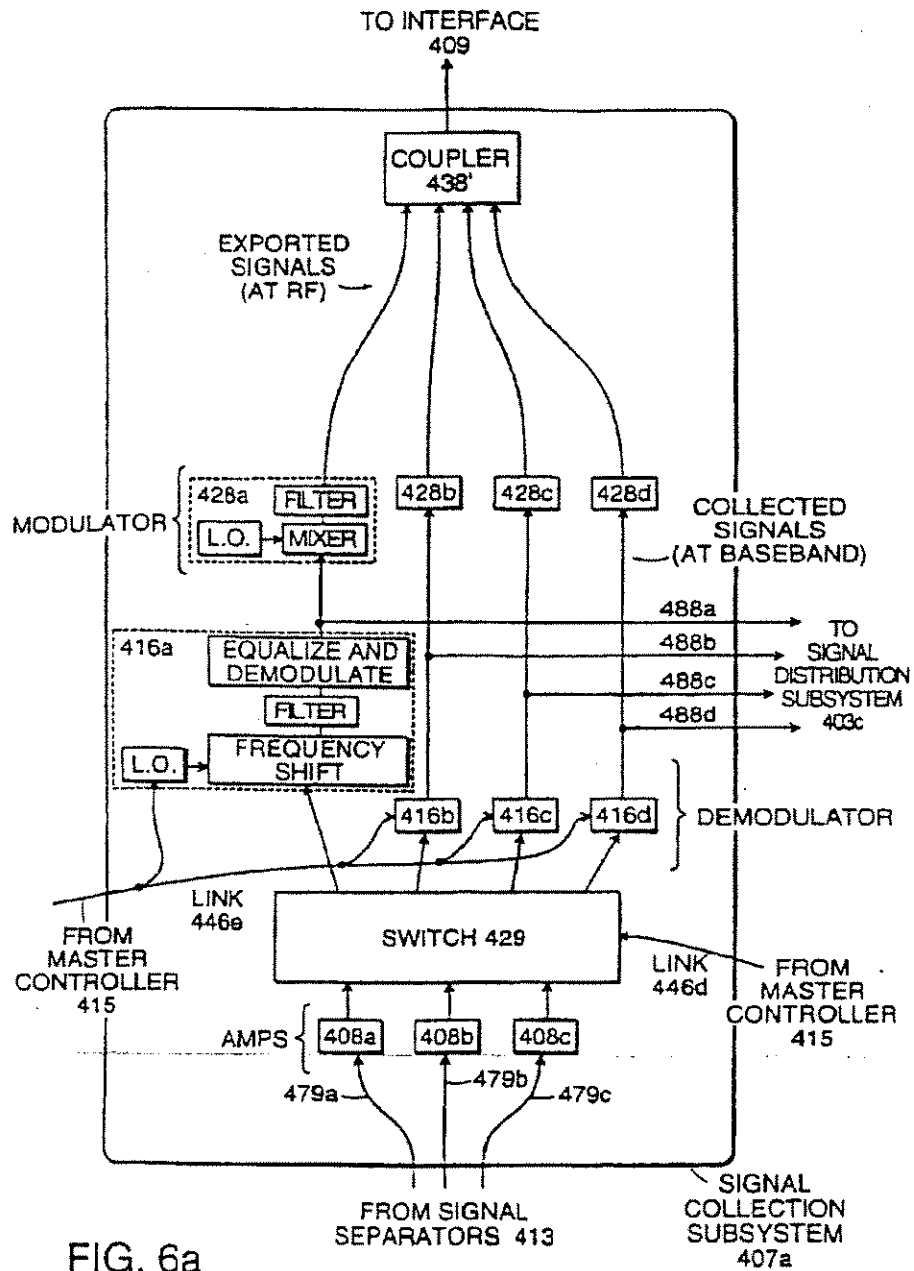 TO INTERFACE
409
COUPLER
438'
EXPORTED
SIGNALS
(AT RF)
MODULATOR
428a
FILTER
L.O.
MIXER
428b
428c
428d
COLLECTED
SIGNALS
(AT BASEBAND)
488a
488b
488c
488d
TO
SIGNAL
DISTRIBUTION
SUBSYSTEM
403c
416a
EQUALIZE AND
DEMODULATE
FILTER
L.O.
FREQUENCY
SHIFT
416b
416c
416d
DEMODULATOR
LINK
446e
FROM
MASTER
CONTROLLER
415
SWITCH 429
LINK
446d
FROM
MASTER
CONTROLLER
415
AMPS
408a
408b
408c
479a
479b
479c
FROM SIGNAL
SEPARATORS 413
SIGNAL
COLLECTION
SUBSYSTEM
407a
FIG. 6a